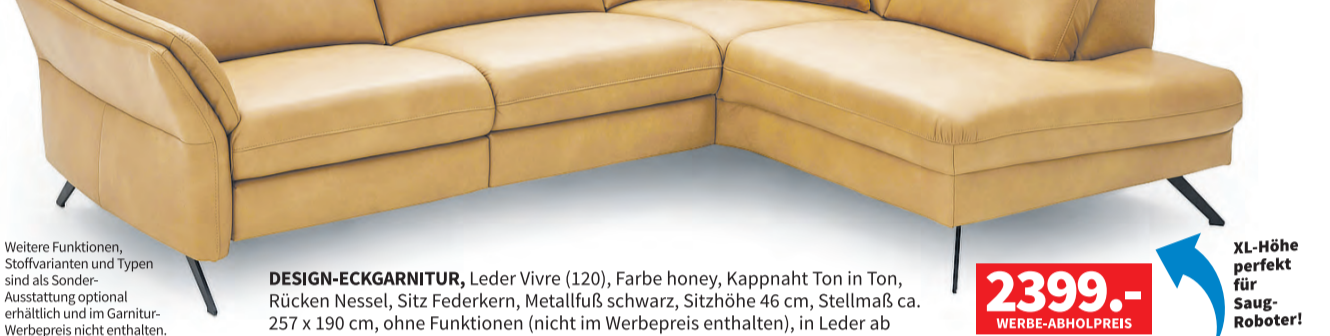 Weitere Funktionen,
Stoffvarianten und Typen
sind als Sonder-
Ausstattung optional
erhältlich und im Garnitur-
Werbepreis nicht enthalten.
DESIGN-ECKGARNITUR, Leder Vivre (120), Farbe honey, Kappnaht Ton in Ton,
Rücken Nessel, Sitz Federkern, Metallfuß schwarz, Sitzhöhe 46 cm, Stellmaß ca.
257 x 190 cm, ohne Funktionen (nicht im Werbepreis enthalten), in Leder ab
2399.-
WERBE-ABHOLPREIS
XL-Höhe
perfekt
für
Saug-
Roboter!